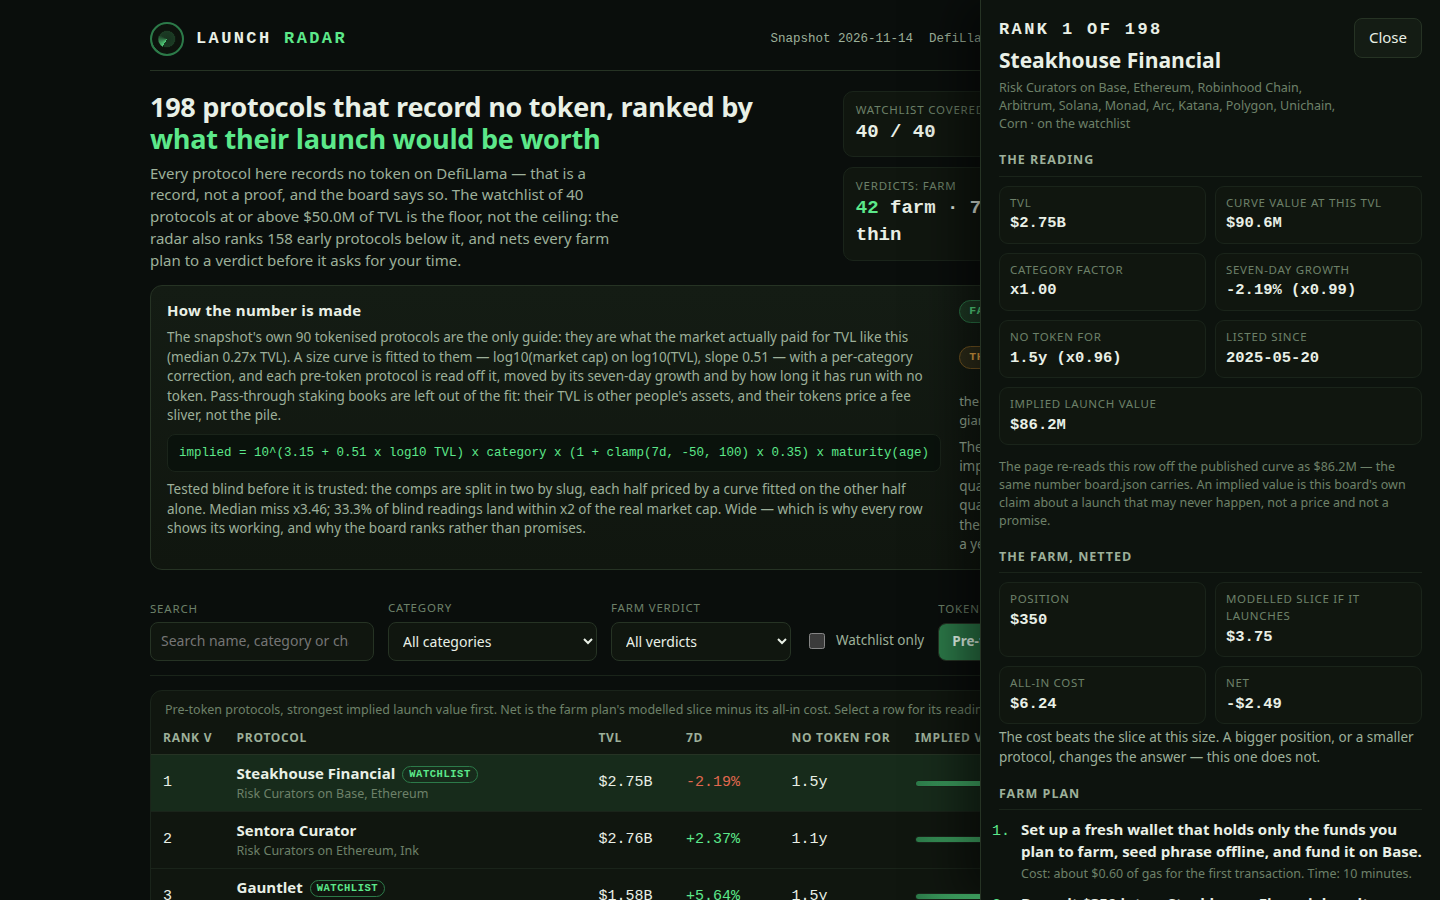 LAUNCH RADAR
Snapshot 2026-11-14 DefiLla
198 protocols that record no token, ranked by
what their launch would be worth
Every protocol here records no token on DefiLlama — that is a
record, not a proof, and the board says so. The watchlist of 40
protocols at or above $50.0M of TVL is the floor, not the ceiling: the
radar also ranks 158 early protocols below it, and nets every farm
plan to a verdict before it asks for your time.
WATCHLIST COVERED
40 / 40
VERDICTS: FARM
42 farm · 7
thin
How the number is made
The snapshot's own 90 tokenised protocols are the only guide: they are what the market actually paid for TVL like this
(median 0.27x TVL). A size curve is fitted to them — log10(market cap) on log10(TVL), slope 0.51 — with a per-category
correction, and each pre-token protocol is read off it, moved by its seven-day growth and by how long it has run with no
token. Pass-through staking books are left out of the fit: their TVL is other people's assets, and their tokens price a fee
sliver, not the pile.
implied = 10^(3.15 + 0.51 x log10 TVL) x category x (1 + clamp(7d, -50, 100) x 0.35) x maturity(age)
Tested blind before it is trusted: the comps are split in two by slug, each half priced by a curve fitted on the other half
alone. Median miss x3.46; 33.3% of blind readings land within x2 of the real market cap. Wide — which is why every row
shows its working, and why the board ranks rather than promises.
FA
TH
the
gia
The
imp
qua
qua
the
a ye
SEARCH
Search name, category or ch
CATEGORY
All categories
FARM VERDICT
All verdicts
Watchlist only
TOKEN
Pre-
Pre-token protocols, strongest implied launch value first. Net is the farm plan's modelled slice minus its all-in cost. Select a row for its readin
RANK V PROTOCOL TVL 7D NO TOKEN FOR IMPLIED V
1 Steakhouse Financial WATCHLIST $2.75B -2.19% 1.5y
Risk Curators on Base, Ethereum
2 Sentora Curator $2.76B +2.37% 1.1y
Risk Curators on Ethereum, Ink
3 Gauntlet WATCHLIST $1.58B +5.64% 1.5y
RANK 1 OF 198
Close
Steakhouse Financial
Risk Curators on Base, Ethereum, Robinhood Chain,
Arbitrum, Solana, Monad, Arc, Katana, Polygon, Unichain,
Corn · on the watchlist
THE READING
TVL
$2.75B
CURVE VALUE AT THIS TVL
$90.6M
CATEGORY FACTOR
x1.00
SEVEN-DAY GROWTH
-2.19% (x0.99)
NO TOKEN FOR
1.5y (x0.96)
LISTED SINCE
2025-05-20
IMPLIED LAUNCH VALUE
$86.2M
The page re-reads this row off the published curve as $86.2M — the
same number board.json carries. An implied value is this board's own
claim about a launch that may never happen, not a price and not a
promise.
THE FARM, NETTED
POSITION
$350
MODELLED SLICE IF IT
LAUNCHES
$3.75
ALL-IN COST
$6.24
NET
-$2.49
The cost beats the slice at this size. A bigger position, or a smaller
protocol, changes the answer — this one does not.
FARM PLAN
1. Set up a fresh wallet that holds only the funds you
plan to farm, seed phrase offline, and fund it on Base.
Cost: about $0.60 of gas for the first transaction. Time: 10 minutes.